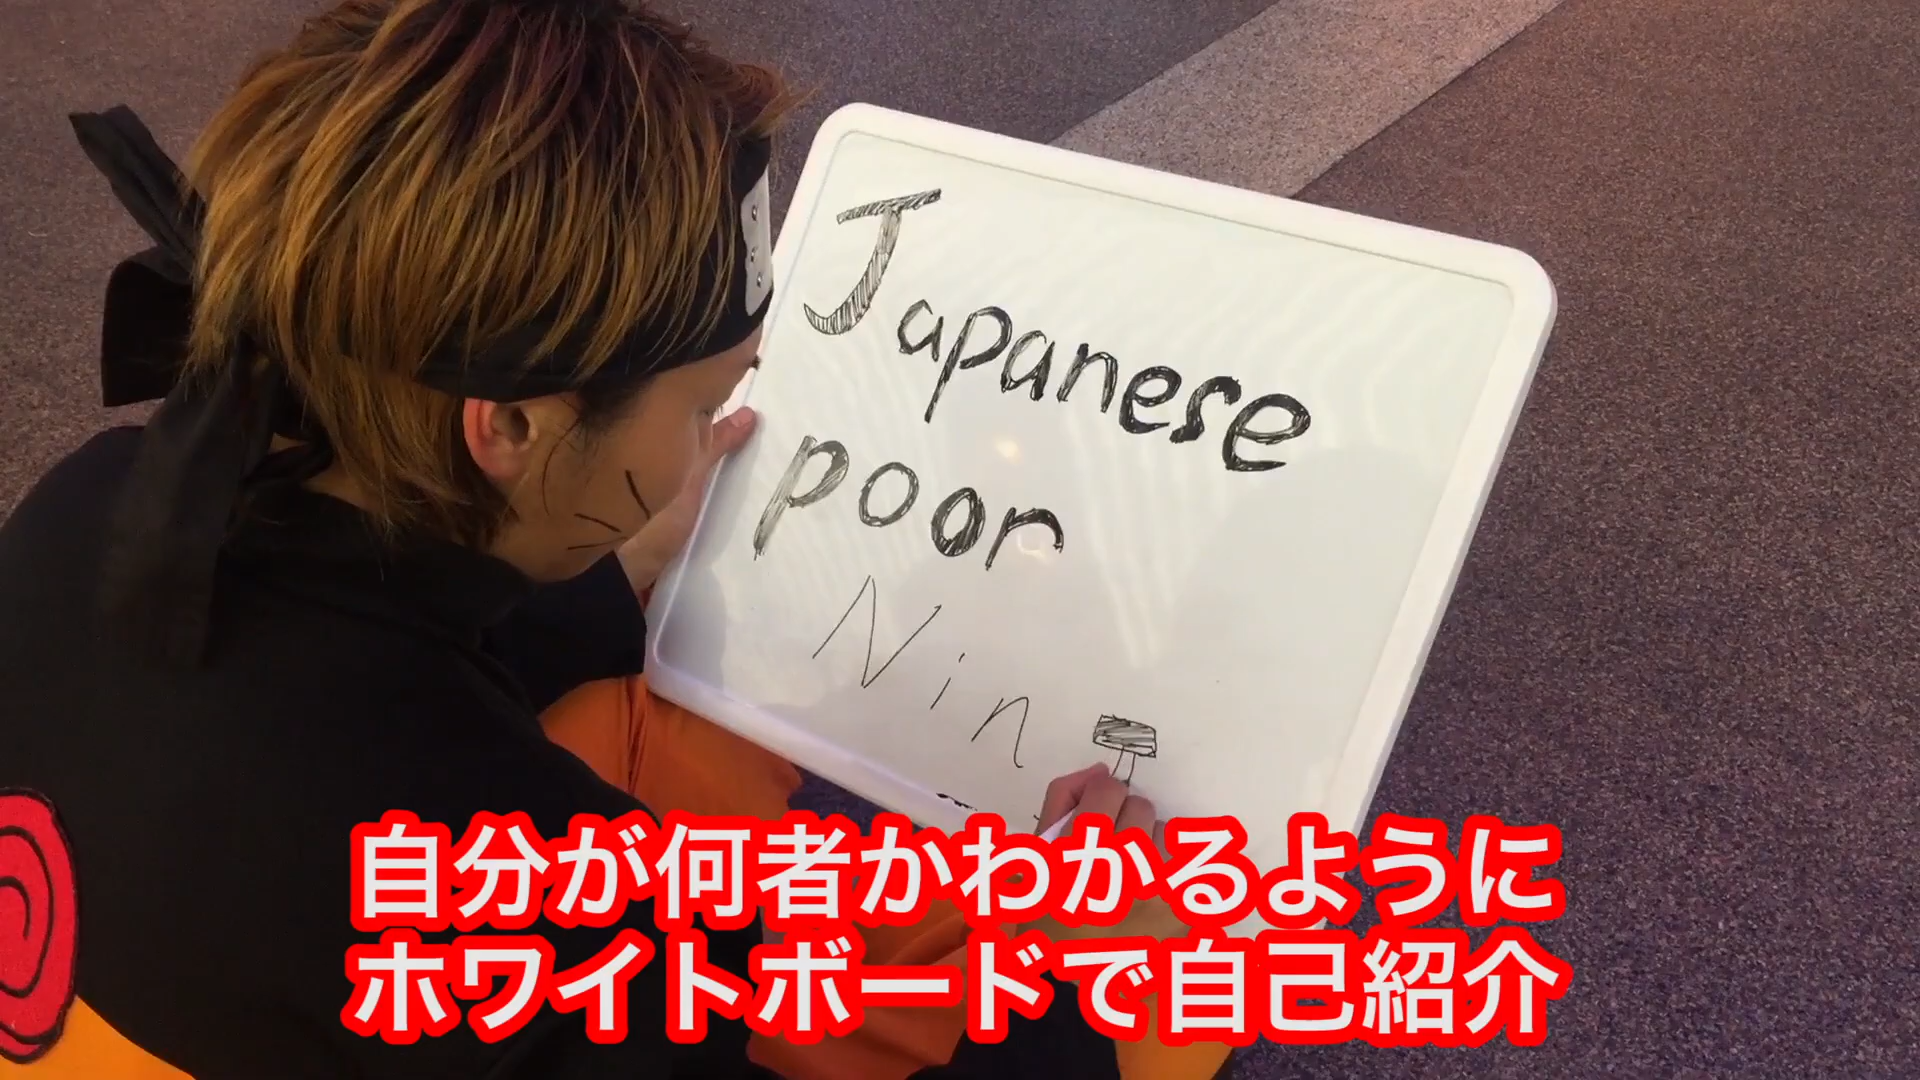 Japanese
poor
Nin
自分が何者かわかるように
ホワイトボードで自己紹介